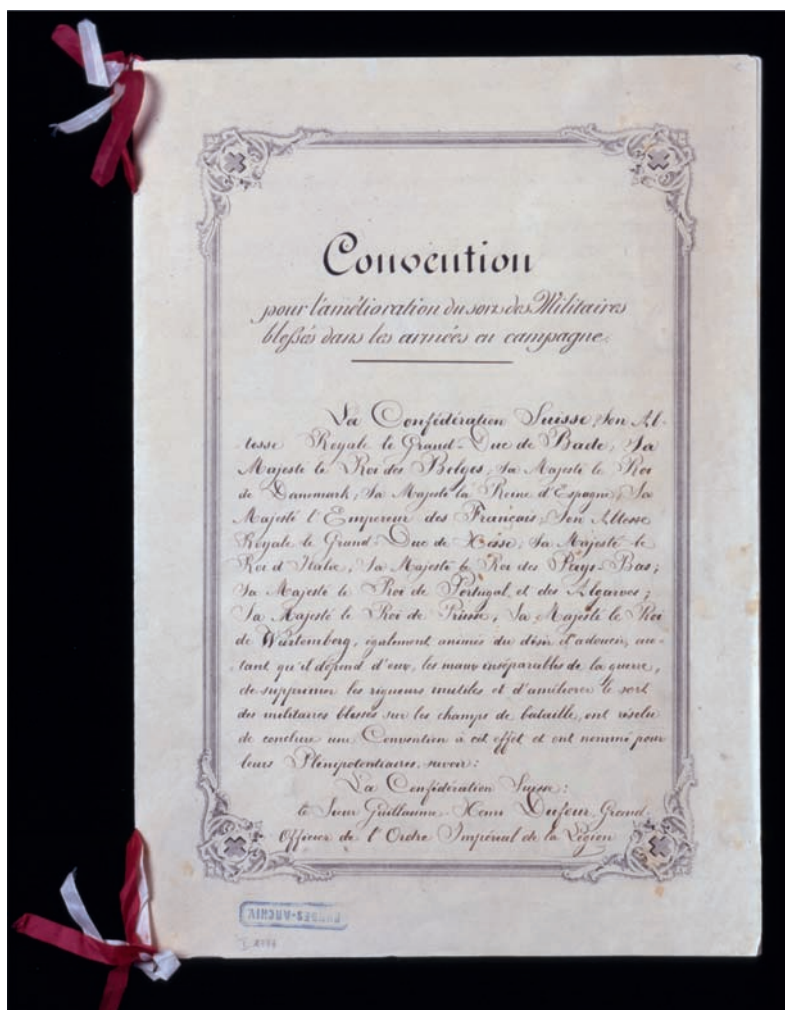 Convention
pour l'amélioration du sort des Militaires
blessés dans les armées en campagne.
La Confédération Suisse; Son Al-
-tesse Royale le Grand-Duc de Bade; Sa
Majesté le Roi des Belges; Sa Majesté le Roi
de Danemark; Sa Majesté la Reine d'Espagne; Sa
Majesté l'Empereur des Français; Son Altesse
Royale le Grand-Duc de Hesse; Sa Majesté le
Roi d'Italie; Sa Majesté le Roi des Pays-Bas;
Sa Majesté le Roi de Portugal et des Algarves;
Sa Majesté le Roi de Prusse; Sa Majesté le Roi
de Würtemberg, également animés du désir d'adoucir, au-
-tant qu'il dépend d'eux, les maux inséparables de la guerre,
de supprimer les rigueurs inutiles et d'améliorer le sort
des militaires blessés sur les champs de bataille, ont résolu
de conclure une Convention à cet effet et ont nommé pour
leurs Plénipotentiaires, savoir:
La Confédération Suisse:
le Sieur Guillaume-Henri Dufour, Grand
Officier de l'Ordre Impérial de la Légion
BUNDES-ARCHIV